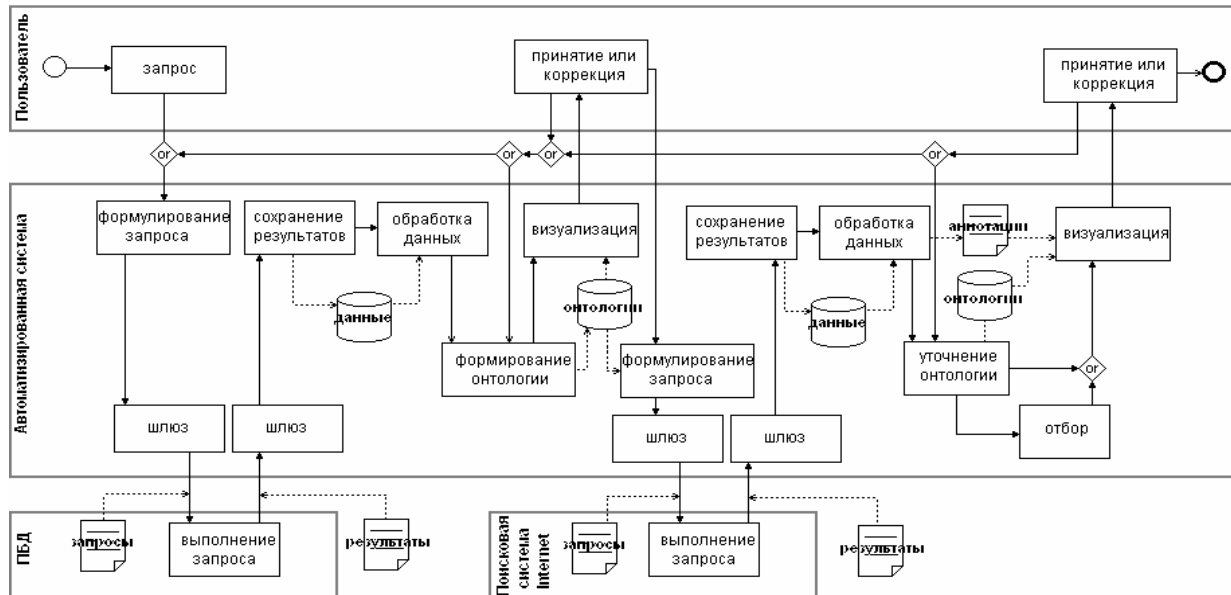 Пользователь
запрос
принятие или
коррекция
принятие или
коррекция
or
or
or
or
Автоматизированная система
формулирование
запроса
сохранение
результатов
обработка
данных
визуализация
сохранение
результатов
обработка
данных
аннотации
визуализация
данные
онтологии
данные
онтологии
формирование
онтологии
формулирование
запроса
уточнение
онтологии
or
шлюз
шлюз
шлюз
шлюз
отбор
ПБД
запросы
выполнение
запроса
результаты
Поисковая
система
Internet
запросы
выполнение
запроса
результаты